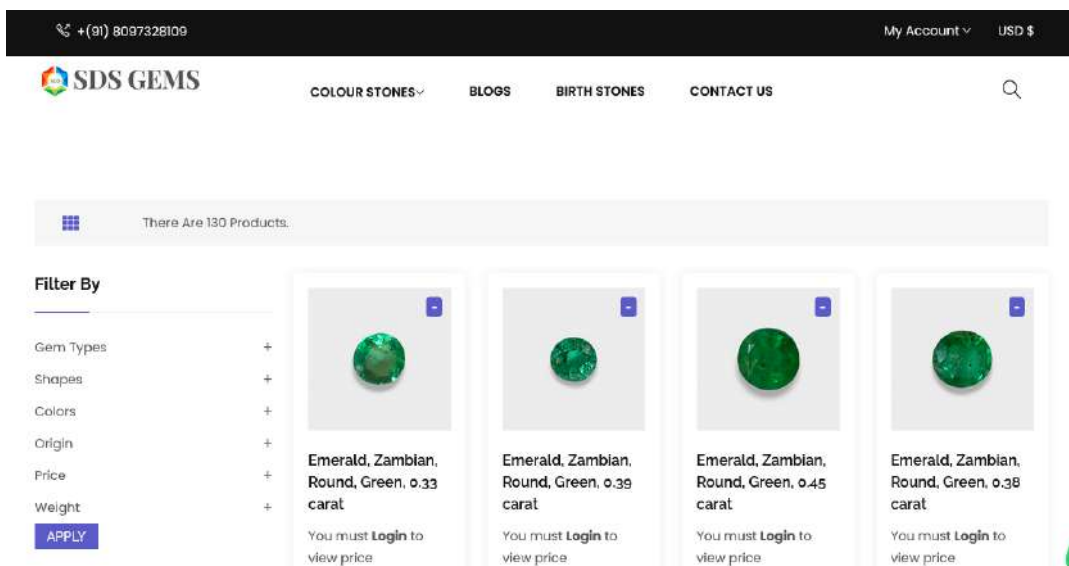 +(91) 8097328109
My Account
USD $
SDS GEMS
COLOUR STONES
BLOGS
BIRTH STONES
CONTACT US
There Are 130 Products.
Filter By
Gem Types +
Shapes +
Colors +
Origin +
Price +
Weight +
APPLY
-
Emerald, Zambian,
Round, Green, 0.33
carat
You must Login to
view price
-
Emerald, Zambian,
Round, Green, 0.39
carat
You must Login to
view price
-
Emerald, Zambian,
Round, Green, 0.45
carat
You must Login to
view price
-
Emerald, Zambian,
Round, Green, 0.38
carat
You must Login to
view price